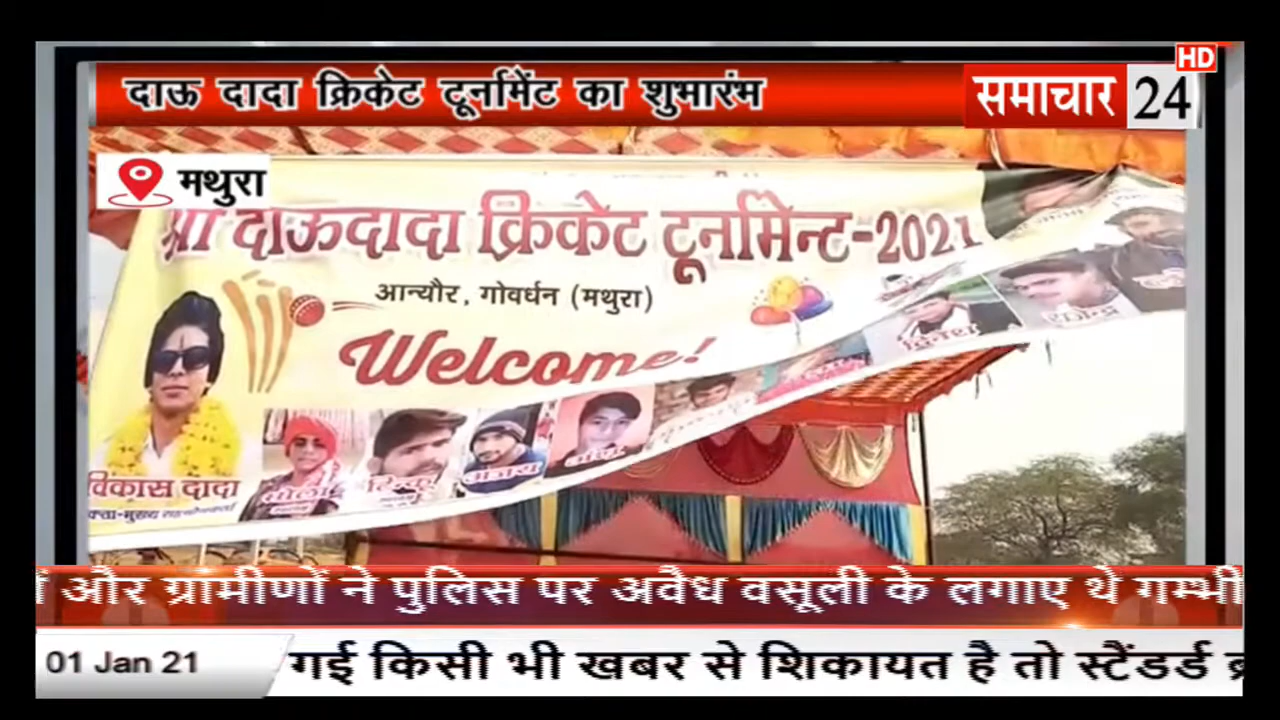 HD
दाऊ दादा क्रिकेट टूर्नामेंट का शुभारंभ
समाचार 24
मथुरा
श्री दाऊदादा क्रिकेट टूर्नामेन्ट-2021
आन्यौर, गोवर्धन (मथुरा)
Welcome!
विकास दादा
अजय
और ग्रामीणों ने पुलिस पर अवैध वसूली के लगाए थे गम्भी
01 Jan 21
गई किसी भी खबर से शिकायत है तो स्टैंडर्ड ब्र